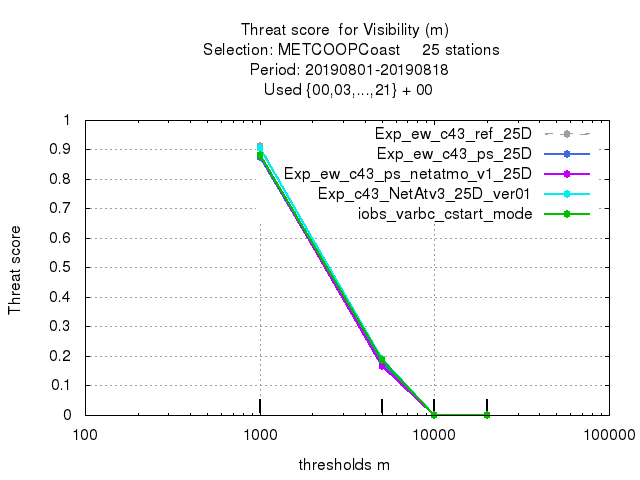 Threat score for Visibility (m)
Selection: METCOOPCoast 25 stations
Period: 20190801-20190818
Used {00,03,...,21} + 00
Exp_ew_c43_ref_25D
Exp_ew_c43_ps_25D
Exp_ew_c43_ps_netatmo_v1_25D
Exp_c43_NetAtv3_25D_ver01
iobs_varbc_cstart_mode
Threat score
1
0.9
0.8
0.7
0.6
0.5
0.4
0.3
0.2
0.1
0
100 1000 10000 100000
thresholds m